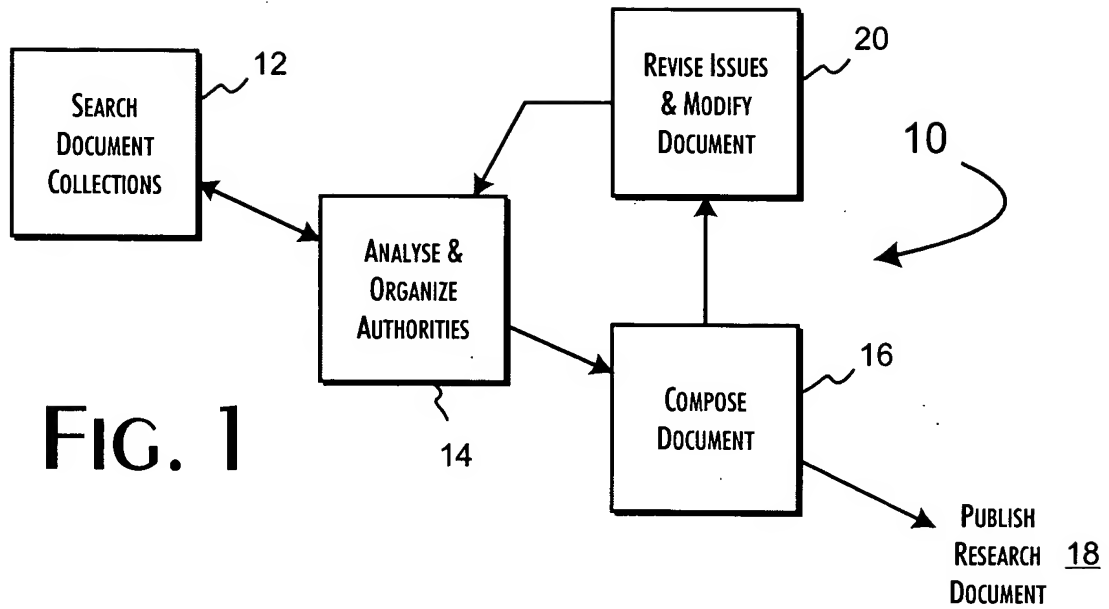 12
SEARCH
DOCUMENT
COLLECTIONS
20
REVISE ISSUES
& MODIFY
DOCUMENT
10
ANALYSE &
ORGANIZE
AUTHORITIES
14
16
COMPOSE
DOCUMENT
FIG. 1
PUBLISH
RESEARCH 18
DOCUMENT